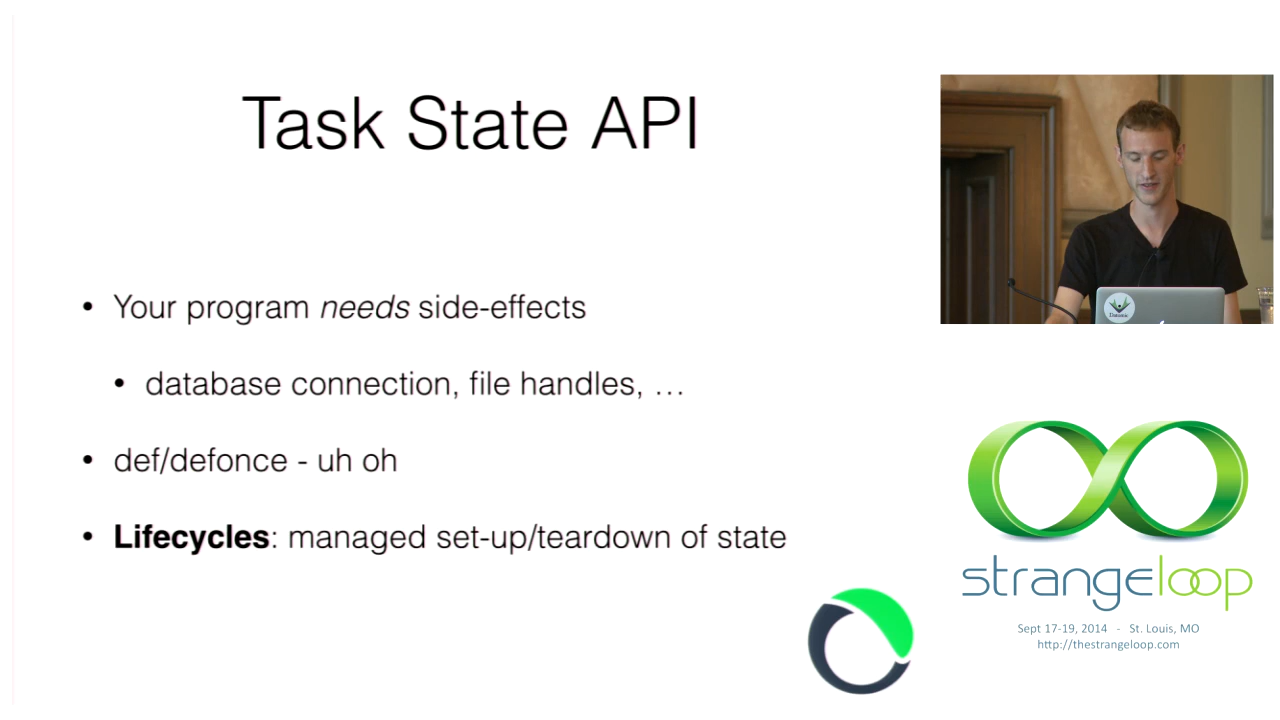 Task State API
• Your program needs side-effects
• database connection, file handles, …
• def/defonce - uh oh
• Lifecycles: managed set-up/teardown of state
Datomic
strangeloop
Sept 17-19, 2014 - St. Louis, MO
http://thestrangeloop.com